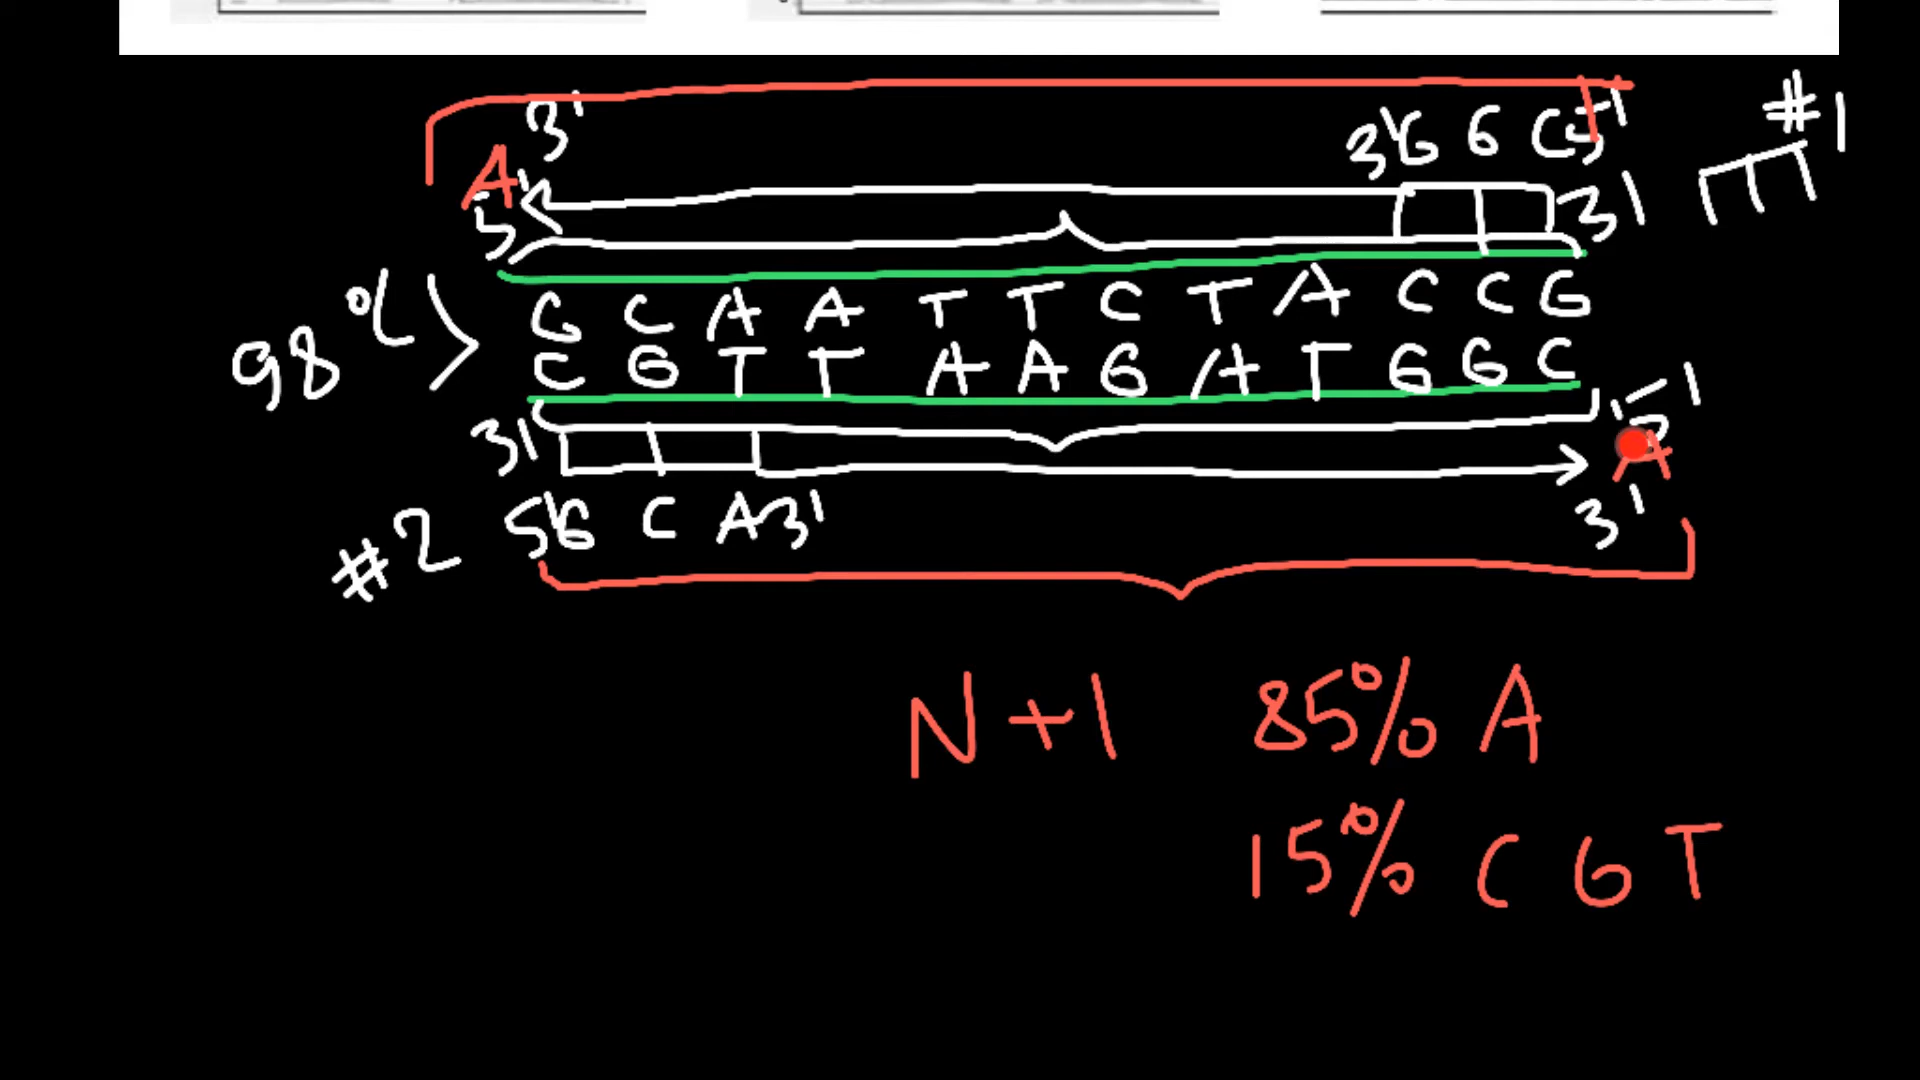 3' 3' G G C 5' #1
A 5' 3'
98% G C A A T T C T A C C G
C G T T A A G A T G G C
3' 5'
A
#2 5' G C A 3' 3'
N+1 85% A
15% C G T